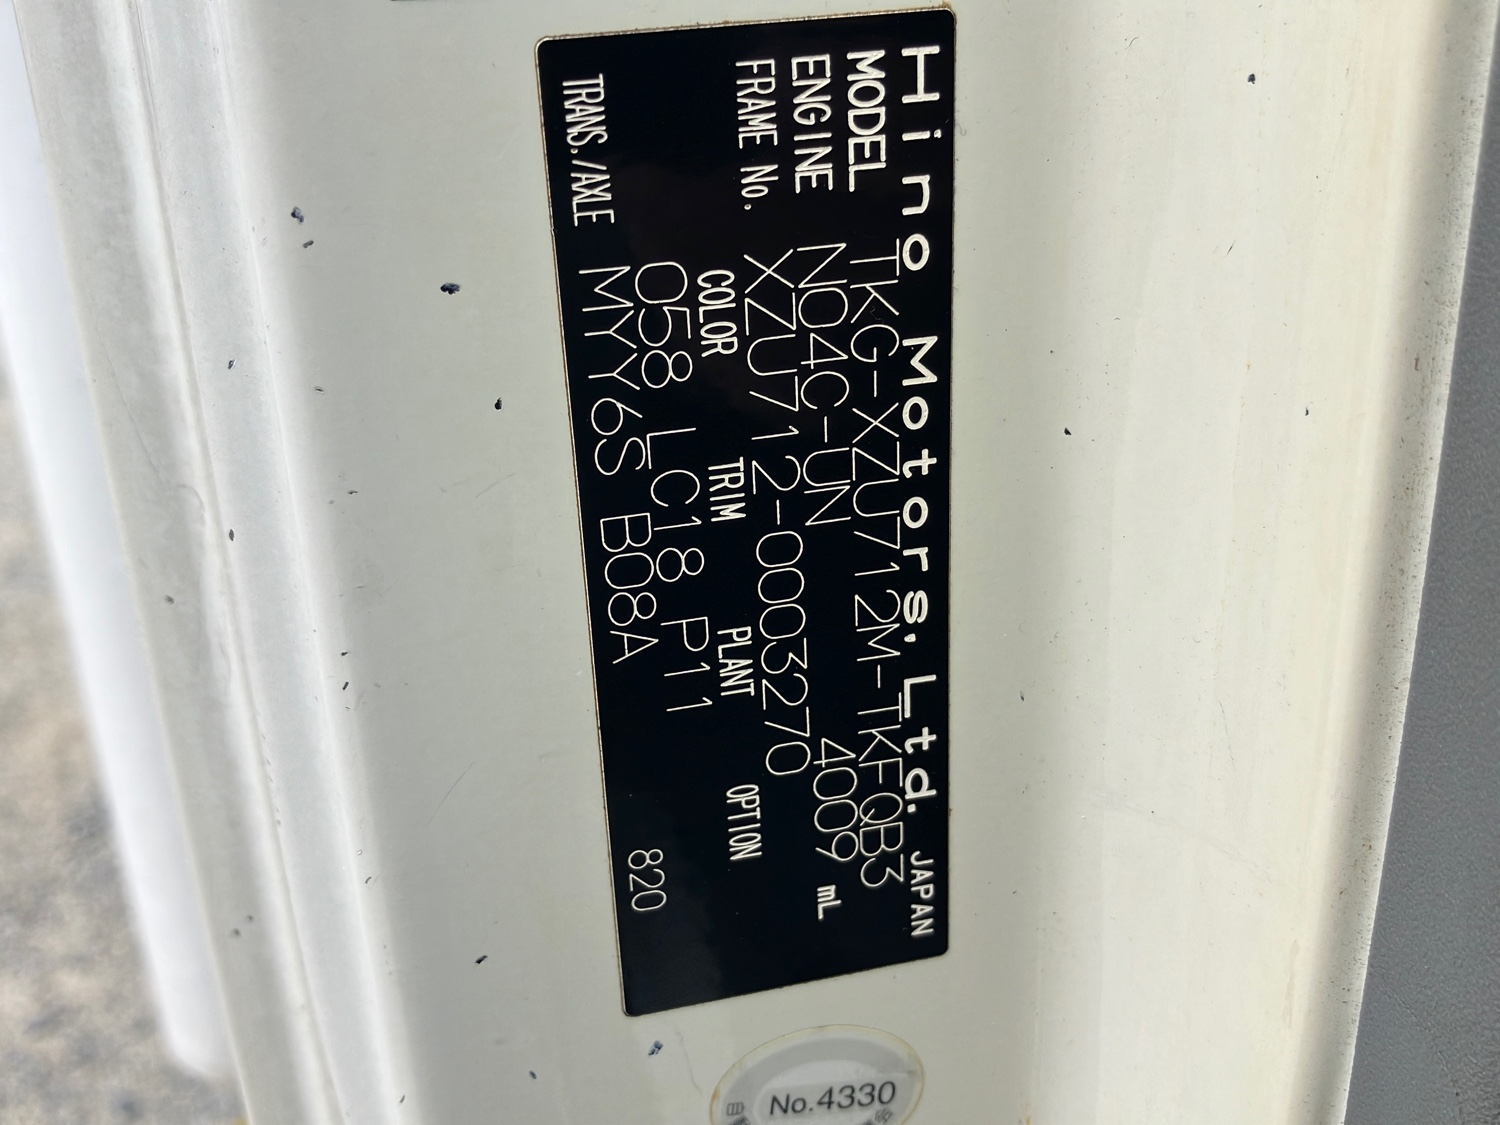 Hino Motors, Ltd. JAPAN
MODEL TKG-XZU712M-TKFQB3
ENGINE N04C-UN 4009 mL
FRAME No. XZU712-0003270
COLOR TRIM PLANT OPTION
058 LC18 P11 820
TRANS./AXLE MYY6S B08A
No.4330